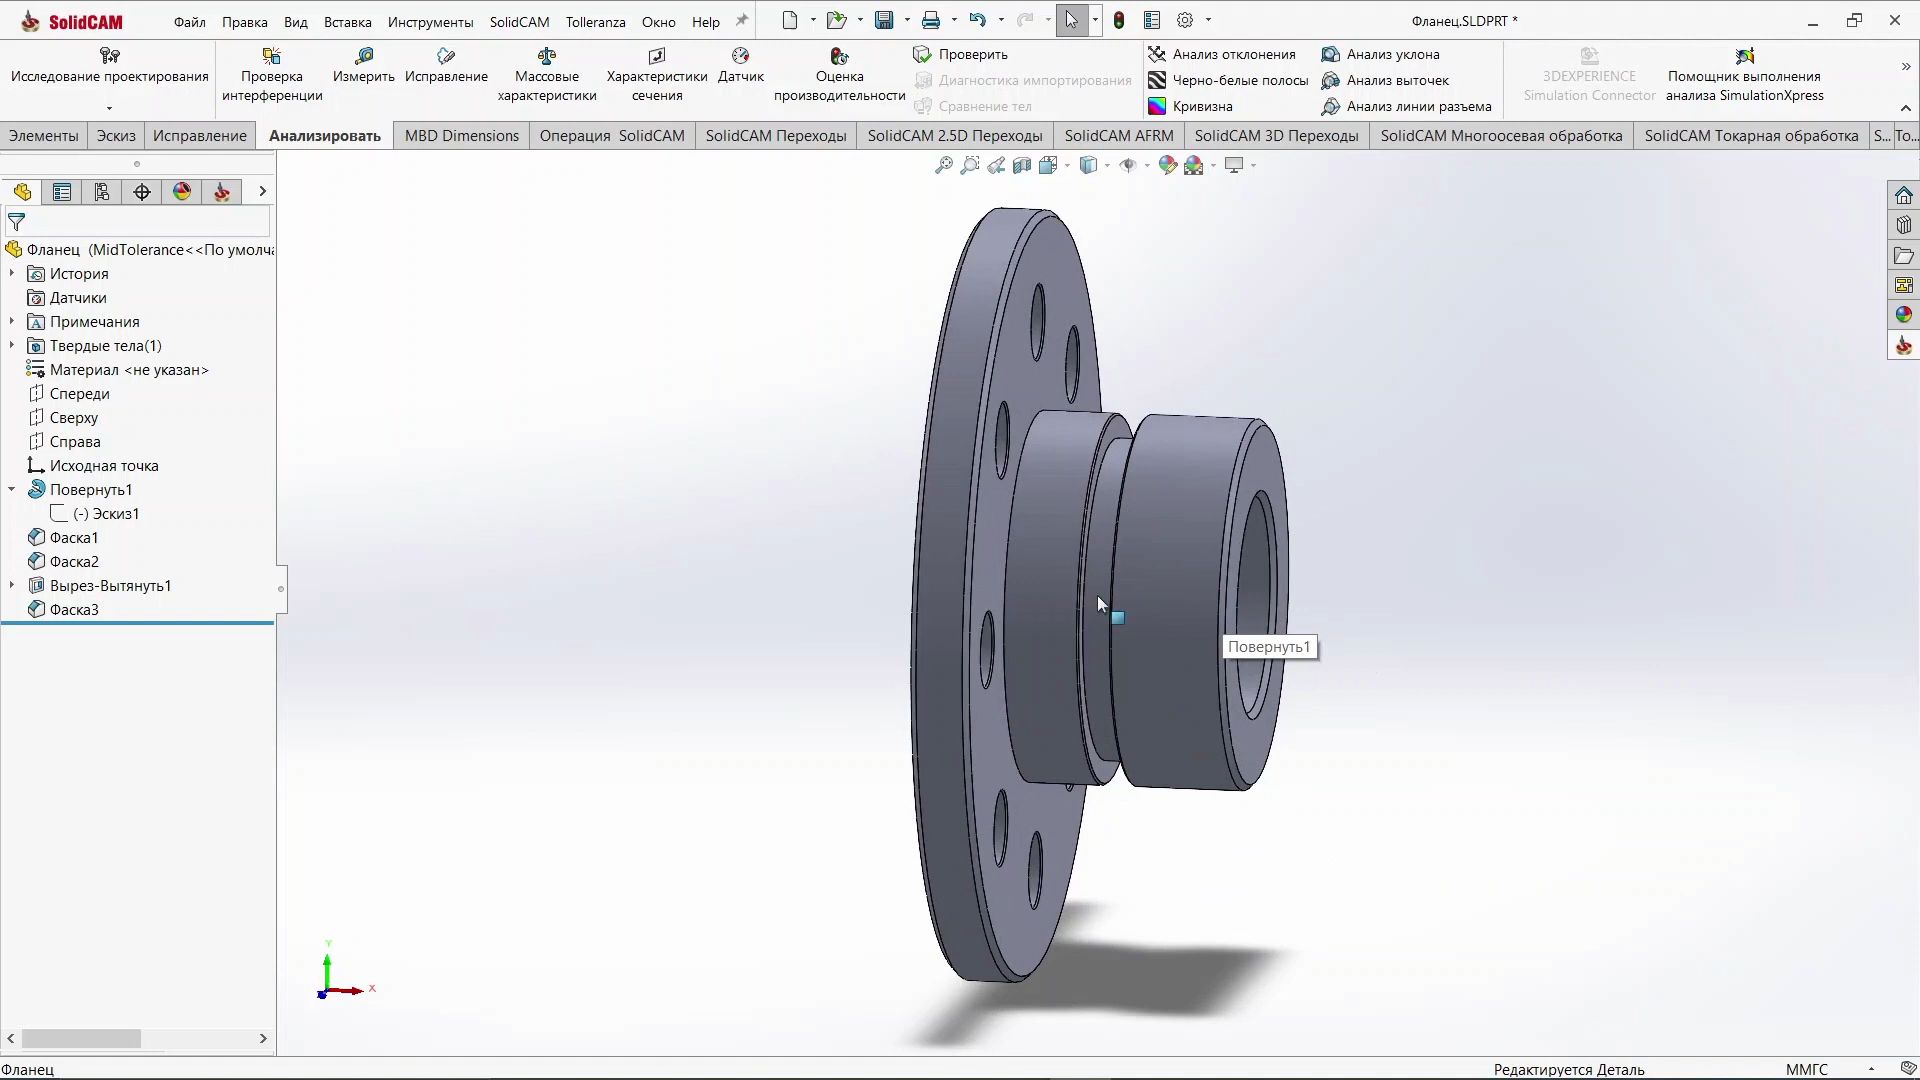 SolidCAM
Файл Правка Вид Вставка Инструменты SolidCAM Tolleranza Окно Help
Фланец.SLDPRT *
Исследование проектирования
Проверка интерференции
Измерить
Исправление
Массовые характеристики
Характеристики сечения
Датчик
Оценка производительности
Проверить
Диагностика импортирования
Сравнение тел
Анализ отклонения
Черно-белые полосы
Кривизна
Анализ уклона
Анализ выточек
Анализ линии разъема
3DEXPERIENCE
Simulation Connector
Помощник выполнения
анализа SimulationXpress
Элементы Эскиз Исправление Анализировать MBD Dimensions Операция SolidCAM SolidCAM Переходы SolidCAM 2.5D Переходы SolidCAM AFRM SolidCAM 3D Переходы SolidCAM Многоосевая обработка SolidCAM Токарная обработка S... То...
Фланец (MidTolerance<<По умолча
История
Датчики
Примечания
Твердые тела(1)
Материал <не указан>
Спереди
Сверху
Справа
Исходная точка
Повернуть1
(-) Эскиз1
Фаска1
Фаска2
Вырез-Вытянуть1
Фаска3
Повернуть1
Y
X
Фланец
Редактируется Деталь
ММГС